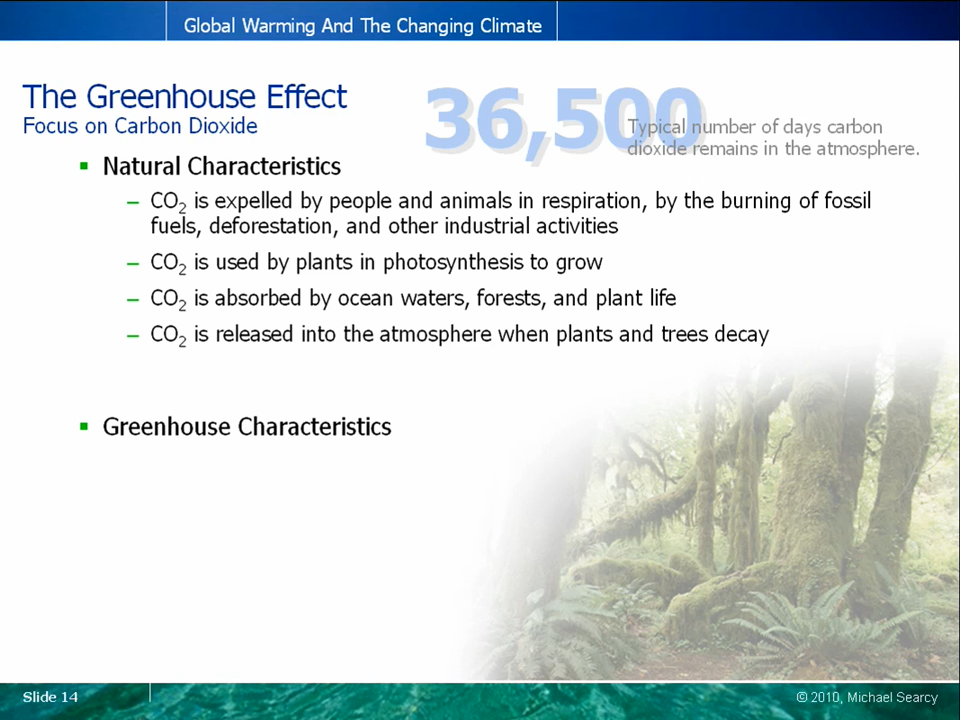 Global Warming And The Changing Climate
The Greenhouse Effect
Focus on Carbon Dioxide
36,500
Typical number of days carbon
dioxide remains in the atmosphere.
▪ Natural Characteristics
– CO₂ is expelled by people and animals in respiration, by the burning of fossil
fuels, deforestation, and other industrial activities
– CO₂ is used by plants in photosynthesis to grow
– CO₂ is absorbed by ocean waters, forests, and plant life
– CO₂ is released into the atmosphere when plants and trees decay
▪ Greenhouse Characteristics
Slide 14
© 2010, Michael Searcy